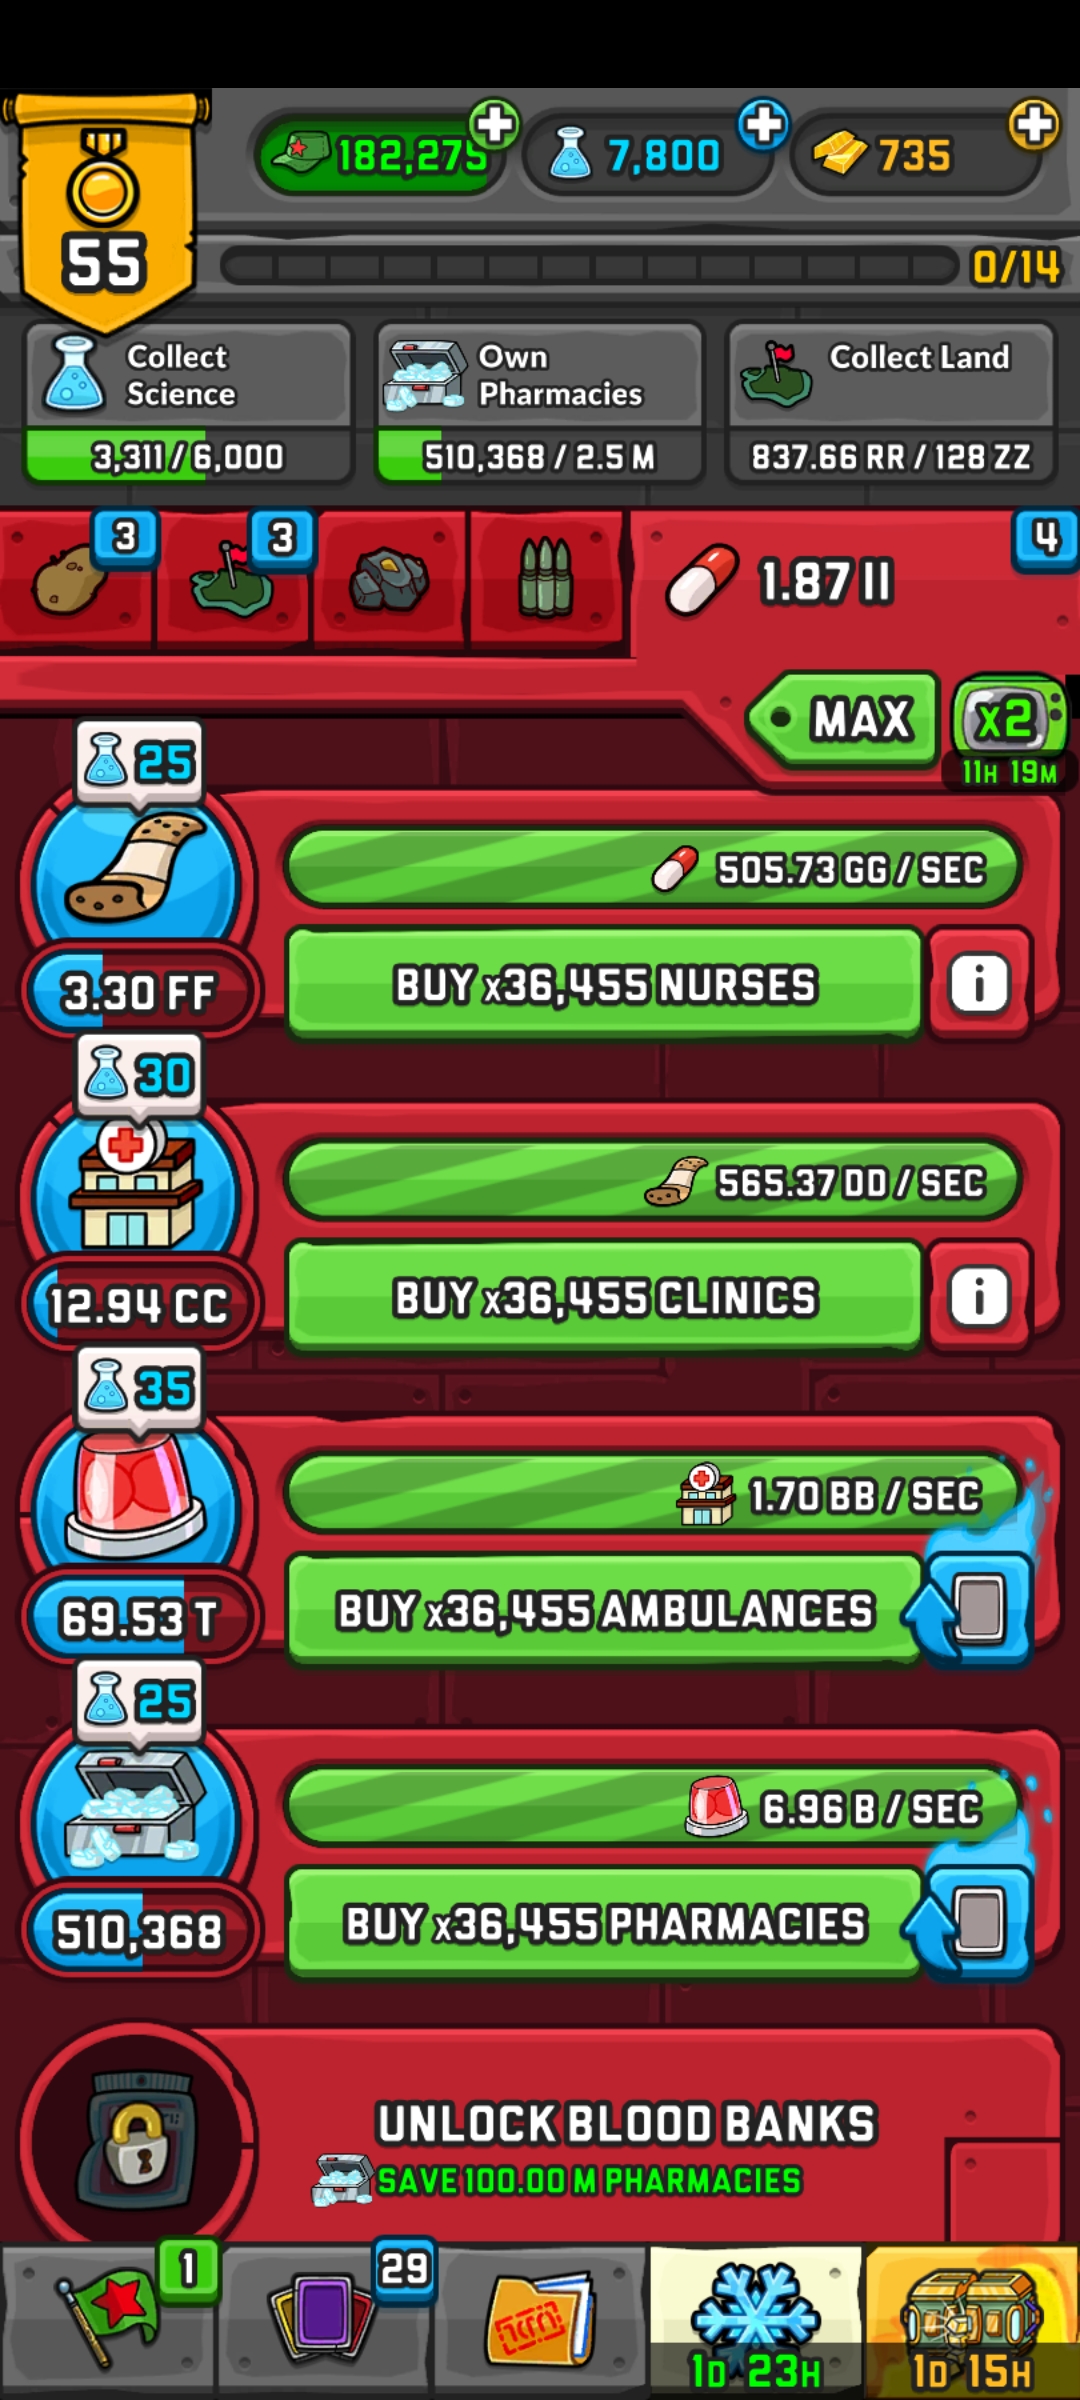 182,275
7,800
735
55
0/14
Collect Science
3,311 / 6,000
Own Pharmacies
510,368 / 2.5 M
Collect Land
837.66 RR / 128 ZZ
3
3
1.87 II
4
MAX
x2
11H 19M
25
505.73 GG / SEC
3.30 FF
BUY x36,455 NURSES
i
30
565.37 DD / SEC
12.94 CC
BUY x36,455 CLINICS
i
35
1.70 BB / SEC
69.53 T
BUY x36,455 AMBULANCES
25
6.96 B / SEC
510,368
BUY x36,455 PHARMACIES
UNLOCK BLOOD BANKS
SAVE 100.00 M PHARMACIES
1
29
1D 23H
1D 15H